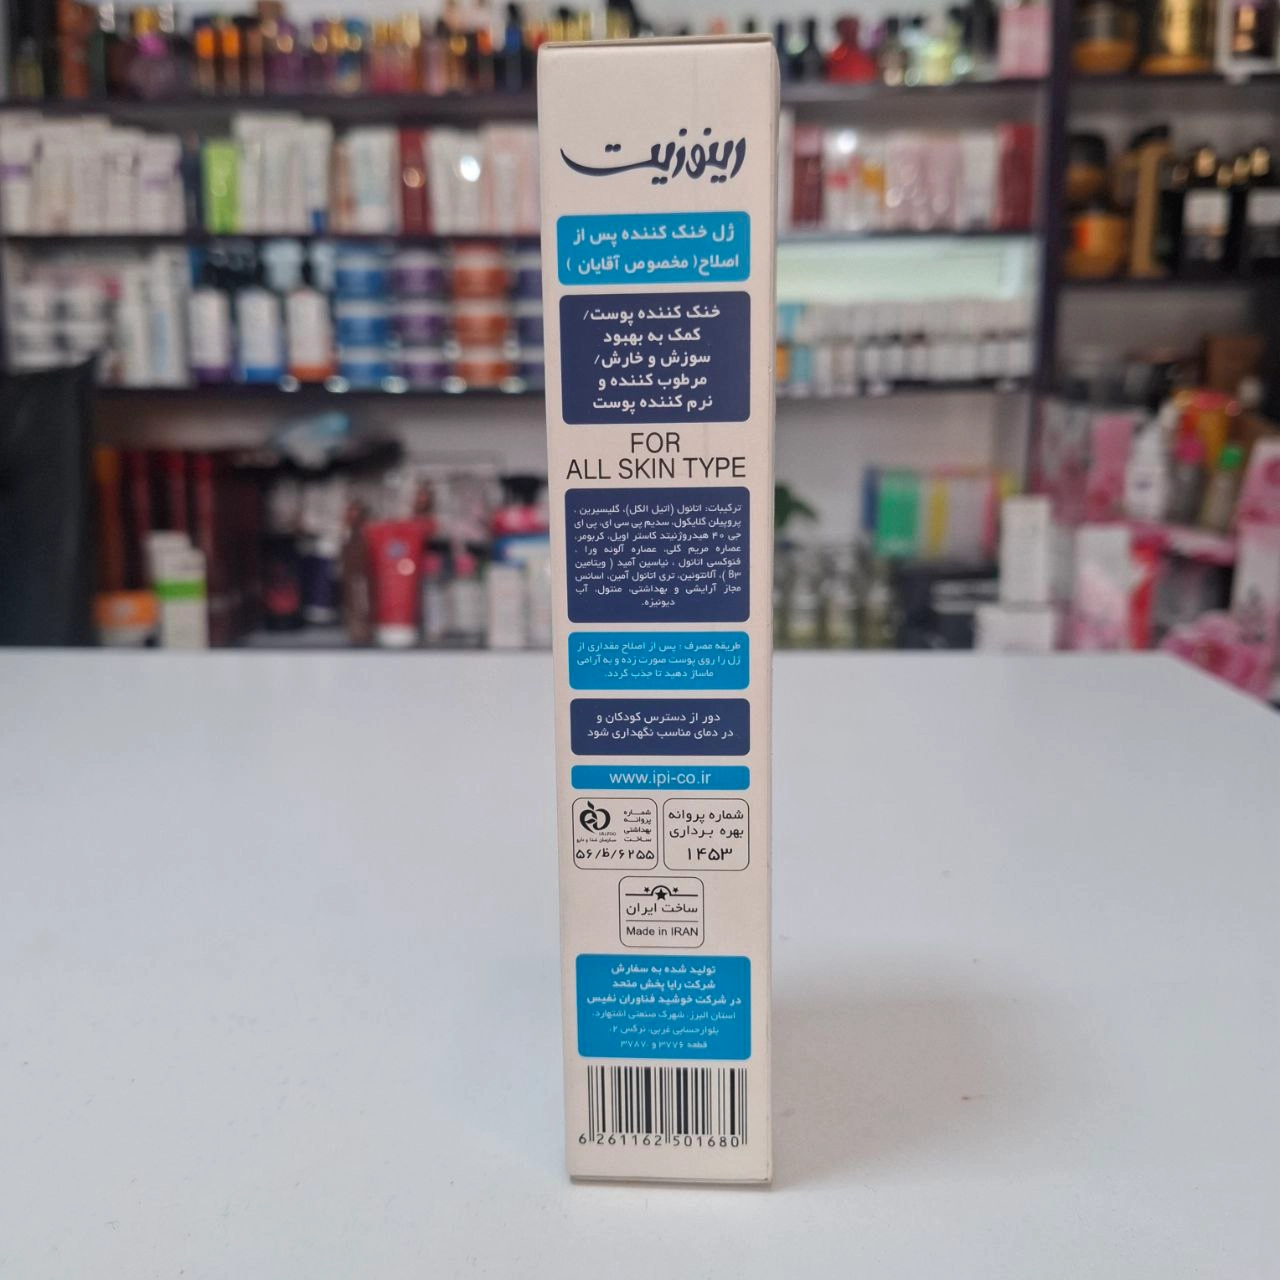 رینوزیت
ژل خنک کننده پس از
اصلاح( مخصوص آقایان )
خنک کننده پوست/
کمک به بهبود
سوزش و خارش/
مرطوب کننده و
نرم کننده پوست
FOR
ALL SKIN TYPE
ترکیبات: اتانول (اتیل الکل)، گلیسیرین ،
پروپیلن گلایکول، سدیم پی سی ای، پی ای
جی ۴۰ هیدروژنیتد کاستر اویل، کربومر،
عصاره مریم گلی، عصاره آلوئه ورا ،
فنوکسی اتانول ، نیاسین آمید ( ویتامین
B۳ )، آلانتوئین، تری اتانول آمین، اسانس
مجاز آرایشی و بهداشتی، منتول، آب
دیونیزه.
طریقه مصرف : پس از اصلاح مقداری از
ژل را روی پوست صورت زده و به آرامی
ماساژ دهید تا جذب گردد.
دور از دسترس کودکان و
در دمای مناسب نگهداری شود
www.ipi-co.ir
شماره پروانه
بهره برداری
۱۴۵۳
شماره
پروانه
بهداشتی
ساخت
سازمان غذا و دارو
۵۶/ظ/۶۲۵۵
ساخت ایران
Made in IRAN
تولید شده به سفارش
شرکت رایا پخش متحد
در شرکت خوشید فناوران نفیس
استان البرز، شهرک صنعتی اشتهارد،
بلوار حسابی غربی، نرگس ۲،
قطعه ۳۷۷۶ و ۳۷۸۷
6 261162 501680